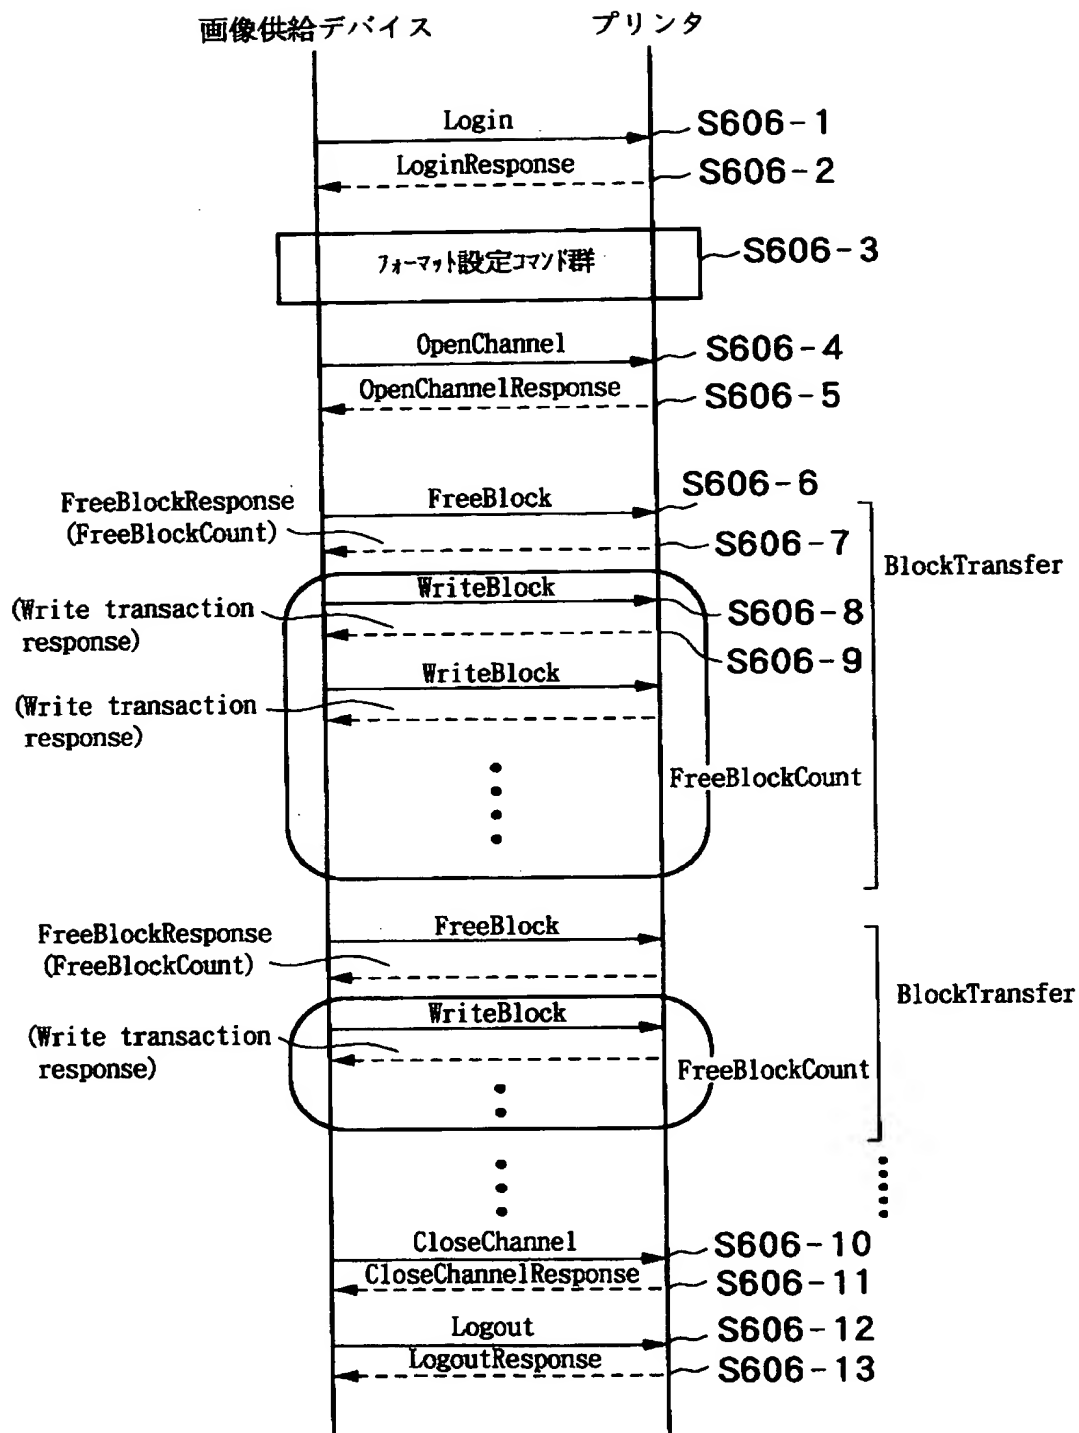 画像供給デバイス
プリンタ
Login
S606-1
LoginResponse
S606-2
フォーマット設定コマンド群
S606-3
OpenChannel
S606-4
OpenChannelResponse
S606-5
FreeBlockResponse
(FreeBlockCount)
FreeBlock
S606-6
S606-7
BlockTransfer
WriteBlock
(Write transaction
response)
S606-8
S606-9
WriteBlock
(Write transaction
response)
FreeBlockCount
FreeBlockResponse
(FreeBlockCount)
FreeBlock
BlockTransfer
WriteBlock
(Write transaction
response)
FreeBlockCount
CloseChannel
S606-10
CloseChannelResponse
S606-11
Logout
S606-12
LogoutResponse
S606-13